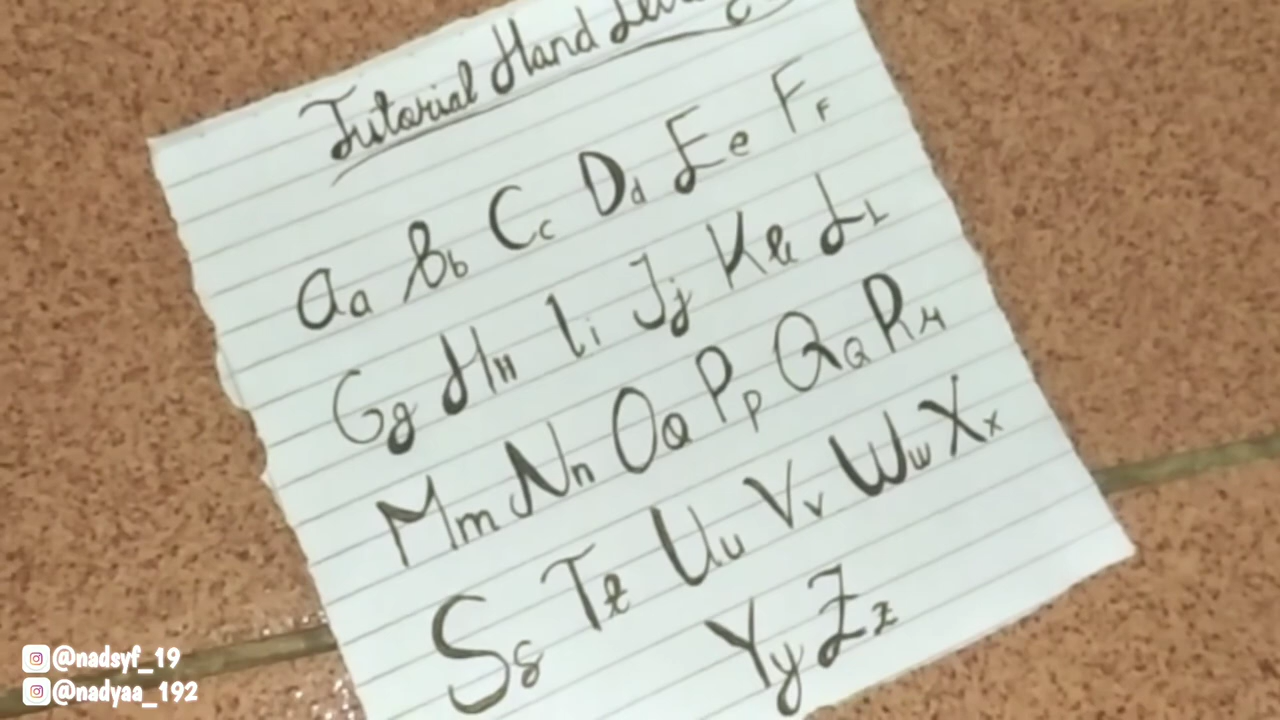 Tutorial Hand
Aa Bb Cc Dd Ee Ff
Gg Hh Ii Jj Kk Ll
Mm Nn Oo Pp Qq Rr
Ss Tt Uu Vv Ww Xx
Yy Zz
@nadsyf_19
@nadyaa_192